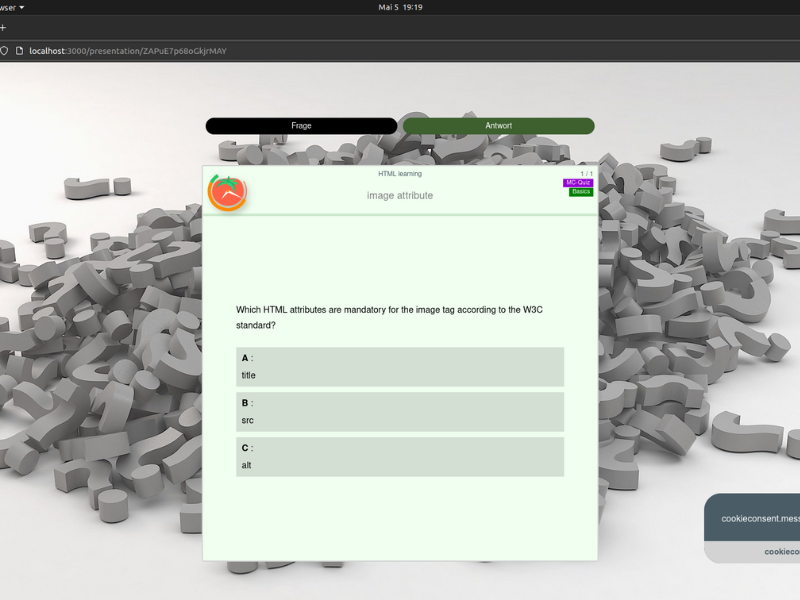 wser
Mai 5 19:19
+
localhost:3000/presentation/ZAPuE7p68oGkjrMAY
Frage
Antwort
HTML learning
1 / 1
MC-Quiz
image attribute
Basics
Which HTML attributes are mandatory for the image tag according to the W3C
standard?
A :
title
B :
src
C :
alt
cookieconsent.mess
cookieco